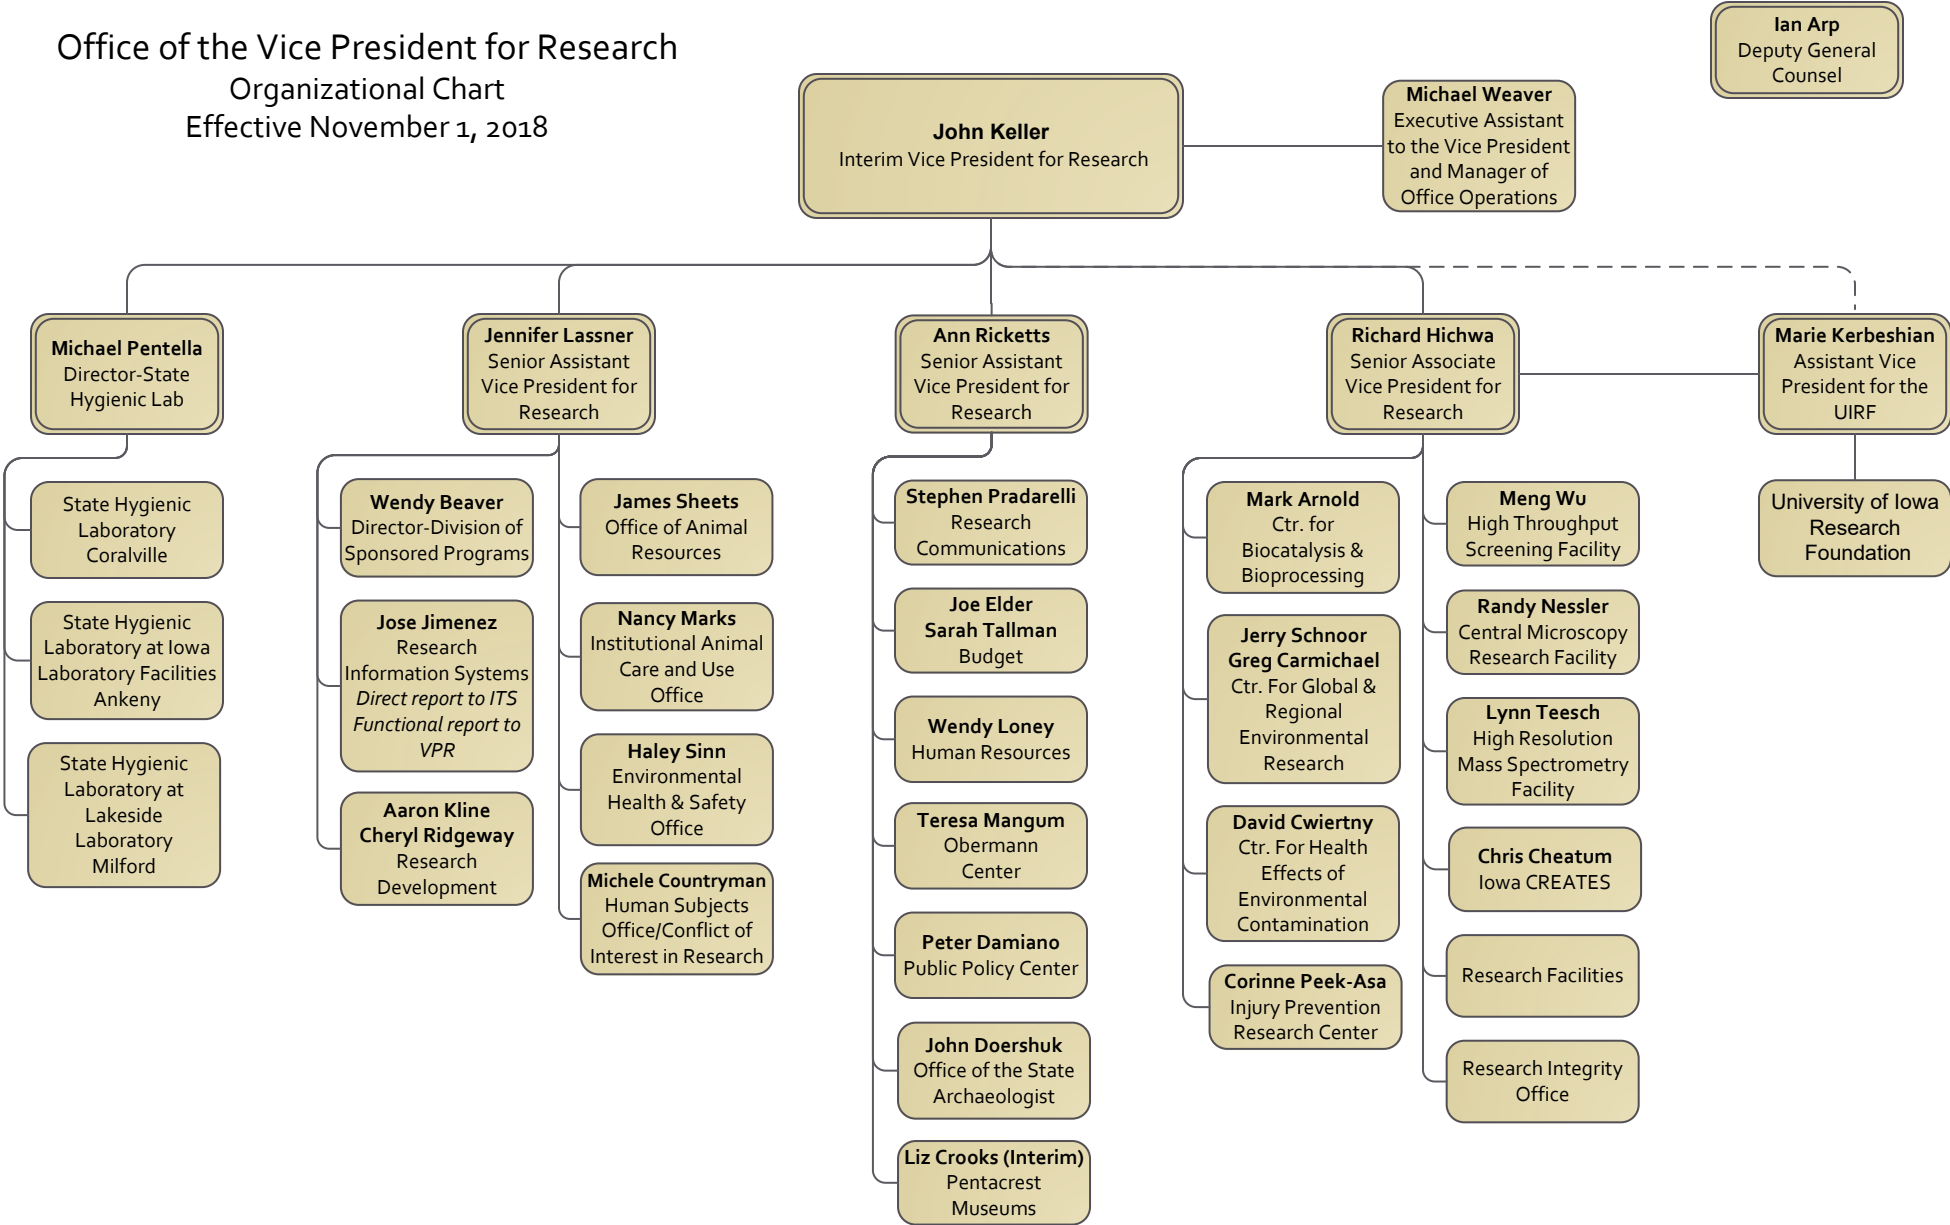 Office of the Vice President for Research
Organizational Chart
Effective November 1, 2018
Ian Arp
Deputy General
Counsel
John Keller
Interim Vice President for Research
Michael Weaver
Executive Assistant
to the Vice President
and Manager of
Office Operations
Michael Pentella
Director-State
Hygienic Lab
Jennifer Lassner
Senior Assistant
Vice President for
Research
Ann Ricketts
Senior Assistant
Vice President for
Research
Richard Hichwa
Senior Associate
Vice President for
Research
Marie Kerbeshian
Assistant Vice
President for the
UIRF
State Hygienic
Laboratory
Coralville
State Hygienic
Laboratory at Iowa
Laboratory Facilities
Ankeny
State Hygienic
Laboratory at
Lakeside
Laboratory
Milford
Wendy Beaver
Director-Division of
Sponsored Programs
Jose Jimenez
Research
Information Systems
Direct report to ITS
Functional report to
VPR
Aaron Kline
Cheryl Ridgeway
Research
Development
James Sheets
Office of Animal
Resources
Nancy Marks
Institutional Animal
Care and Use
Office
Haley Sinn
Environmental
Health & Safety
Office
Michele Countryman
Human Subjects
Office/Conflict of
Interest in Research
Stephen Pradarelli
Research
Communications
Joe Elder
Sarah Tallman
Budget
Wendy Loney
Human Resources
Teresa Mangum
Obermann
Center
Peter Damiano
Public Policy Center
John Doershuk
Office of the State
Archaeologist
Liz Crooks (Interim)
Pentacrest
Museums
Mark Arnold
Ctr. for
Biocatalysis &
Bioprocessing
Jerry Schnoor
Greg Carmichael
Ctr. For Global &
Regional
Environmental
Research
David Cwiertny
Ctr. For Health
Effects of
Environmental
Contamination
Corinne Peek-Asa
Injury Prevention
Research Center
Meng Wu
High Throughput
Screening Facility
Randy Nessler
Central Microscopy
Research Facility
Lynn Teesch
High Resolution
Mass Spectrometry
Facility
Chris Cheatum
Iowa CREATES
Research Facilities
Research Integrity
Office
University of Iowa
Research
Foundation